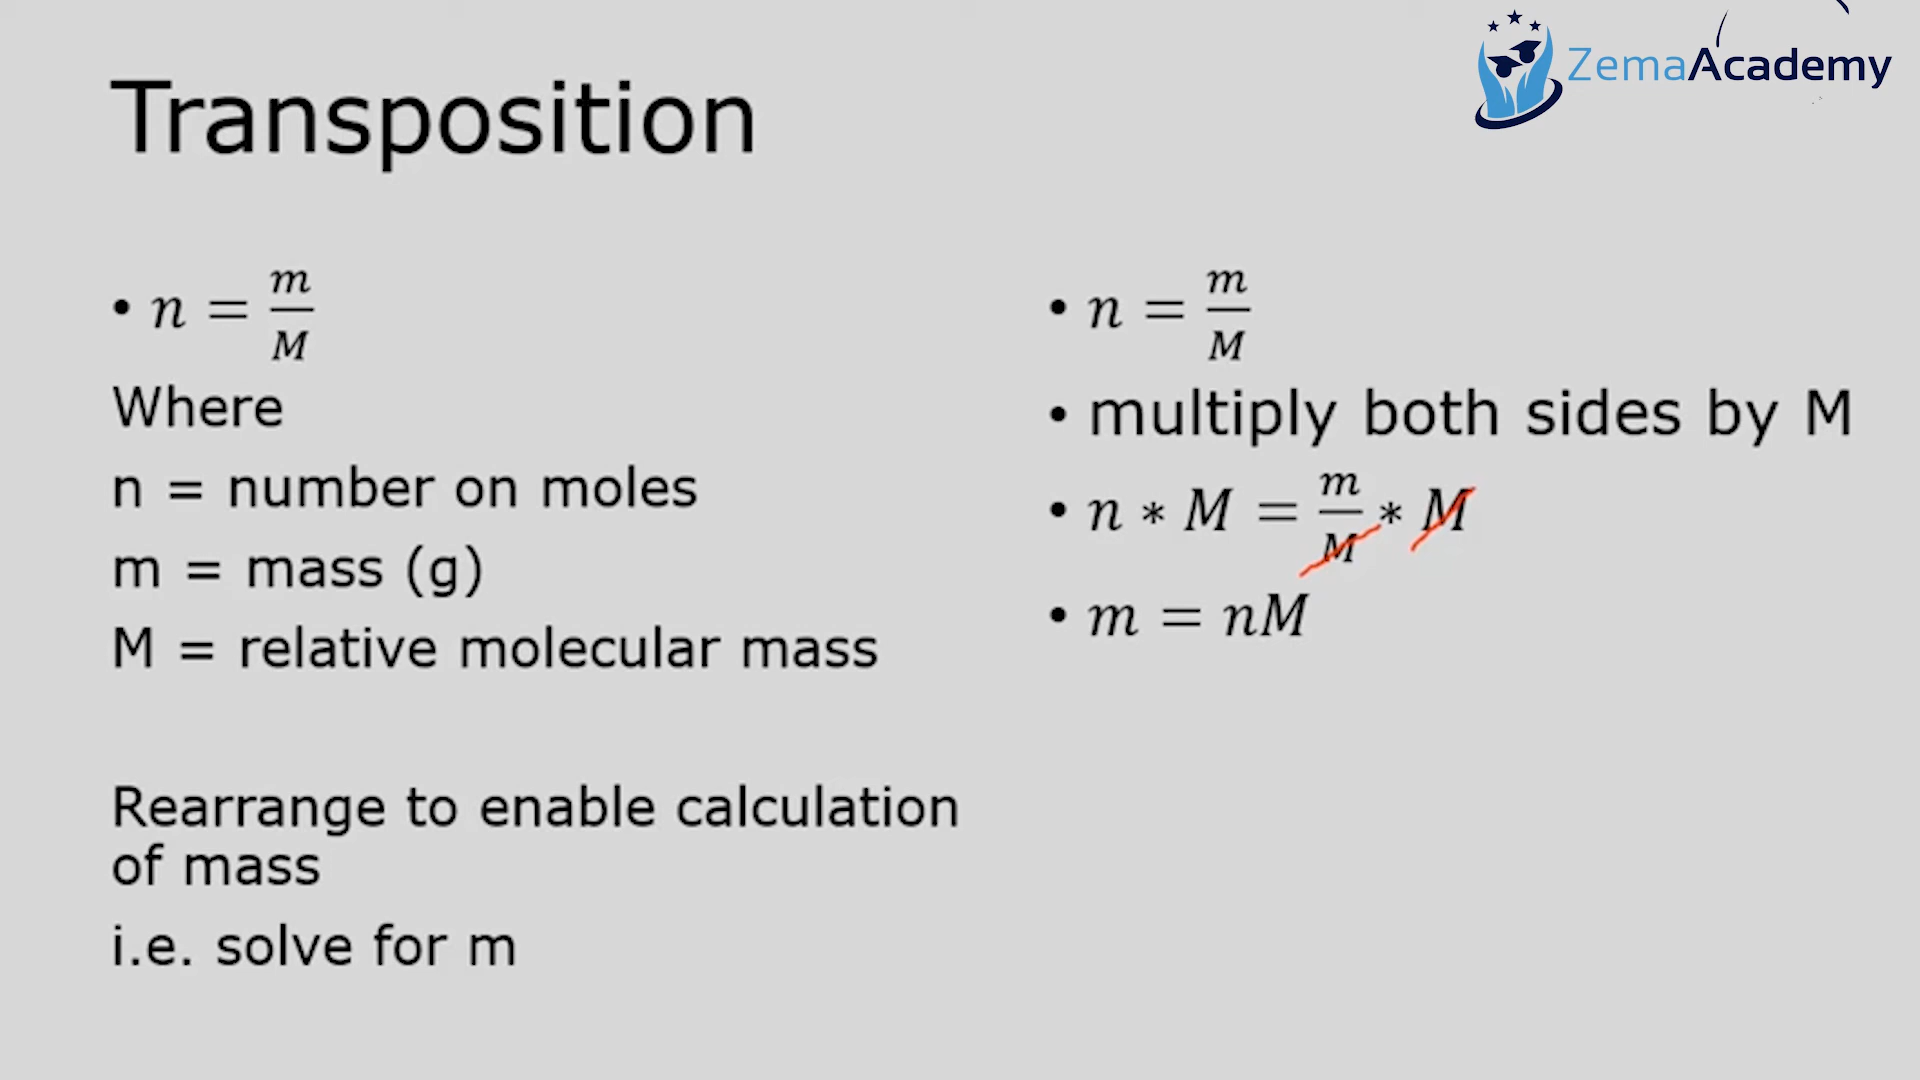 ZemaAcademy
Transposition
• n = m/M
Where
n = number on moles
m = mass (g)
M = relative molecular mass
Rearrange to enable calculation
of mass
i.e. solve for m
• n = m/M
• multiply both sides by M
• n * M = m/M * M
• m = nM